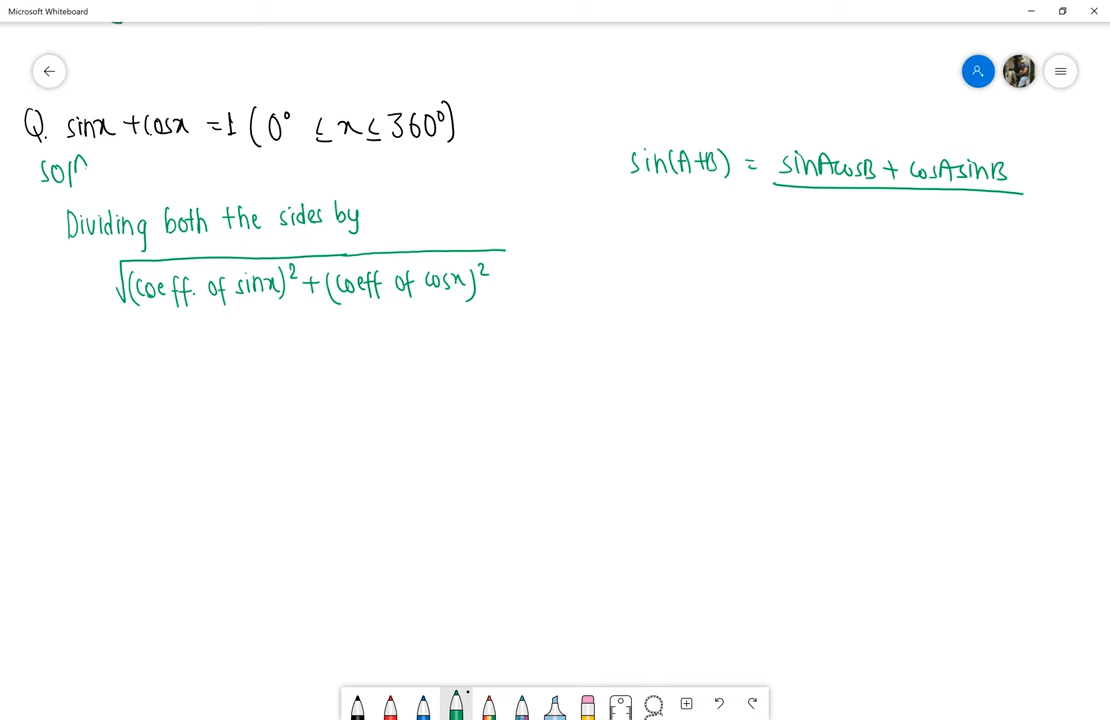 Microsoft Whiteboard
Q. sinx + cosx = 1 ( 0° ≤ x ≤ 360°)
sol^n
sin(A+B) = sinAcosB + cosAsinB
Dividing both the sides by
√(coeff. of sinx)² + (coeff of cosx)²